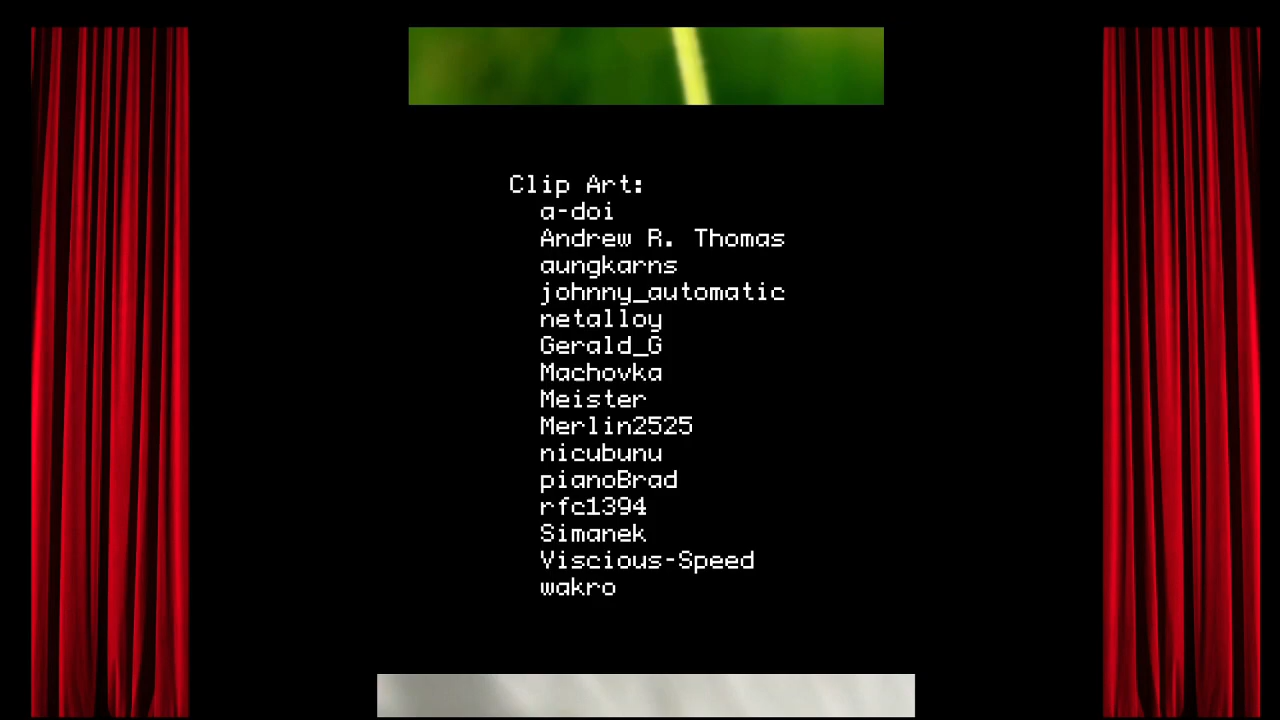 Clip Art:
a-doi
Andrew R. Thomas
aungkarns
johnny_automatic
netalloy
Gerald_G
Machovka
Meister
Merlin2525
nicubunu
pianoBrad
rfc1394
Simanek
Viscious-Speed
wakro